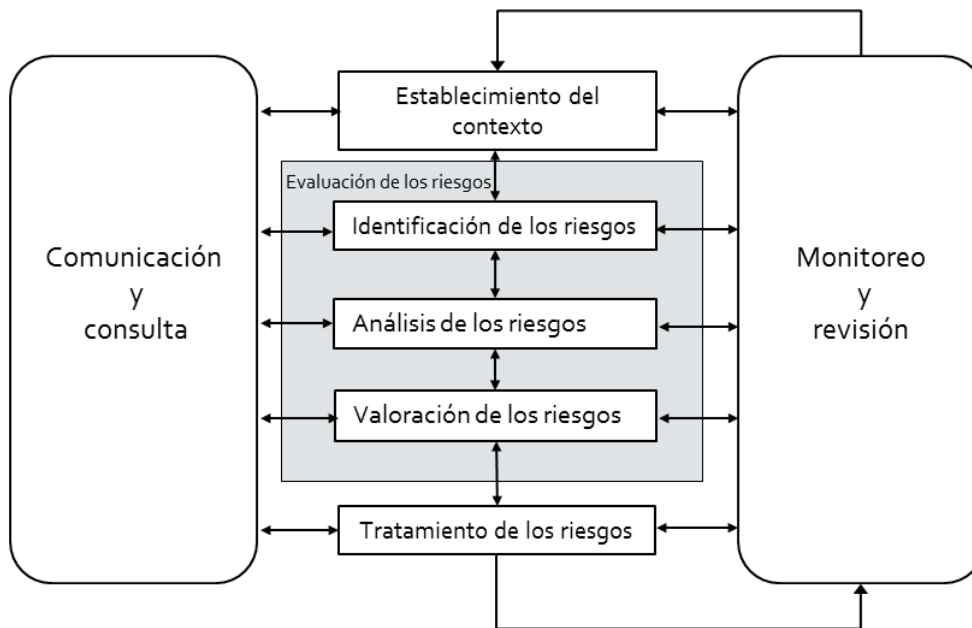 Establecimiento del
contexto
Evaluación de los riesgos
Identificación de los riesgos
Comunicación
y
consulta
Monitoreo
y
revisión
Análisis de los riesgos
Valoración de los riesgos
Tratamiento de los riesgos